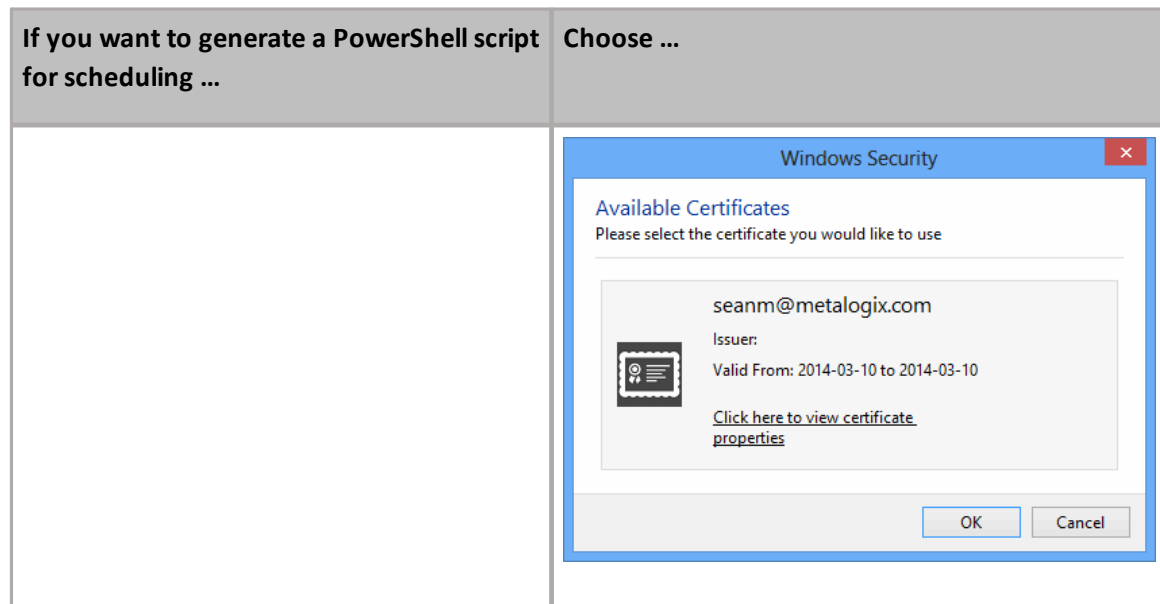 If you want to generate a PowerShell script
for scheduling …
Choose …
Windows Security
Available Certificates
Please select the certificate you would like to use
seanm@metalogix.com
Issuer:
Valid From: 2014-03-10 to 2014-03-10
Click here to view certificate
properties
OK
Cancel